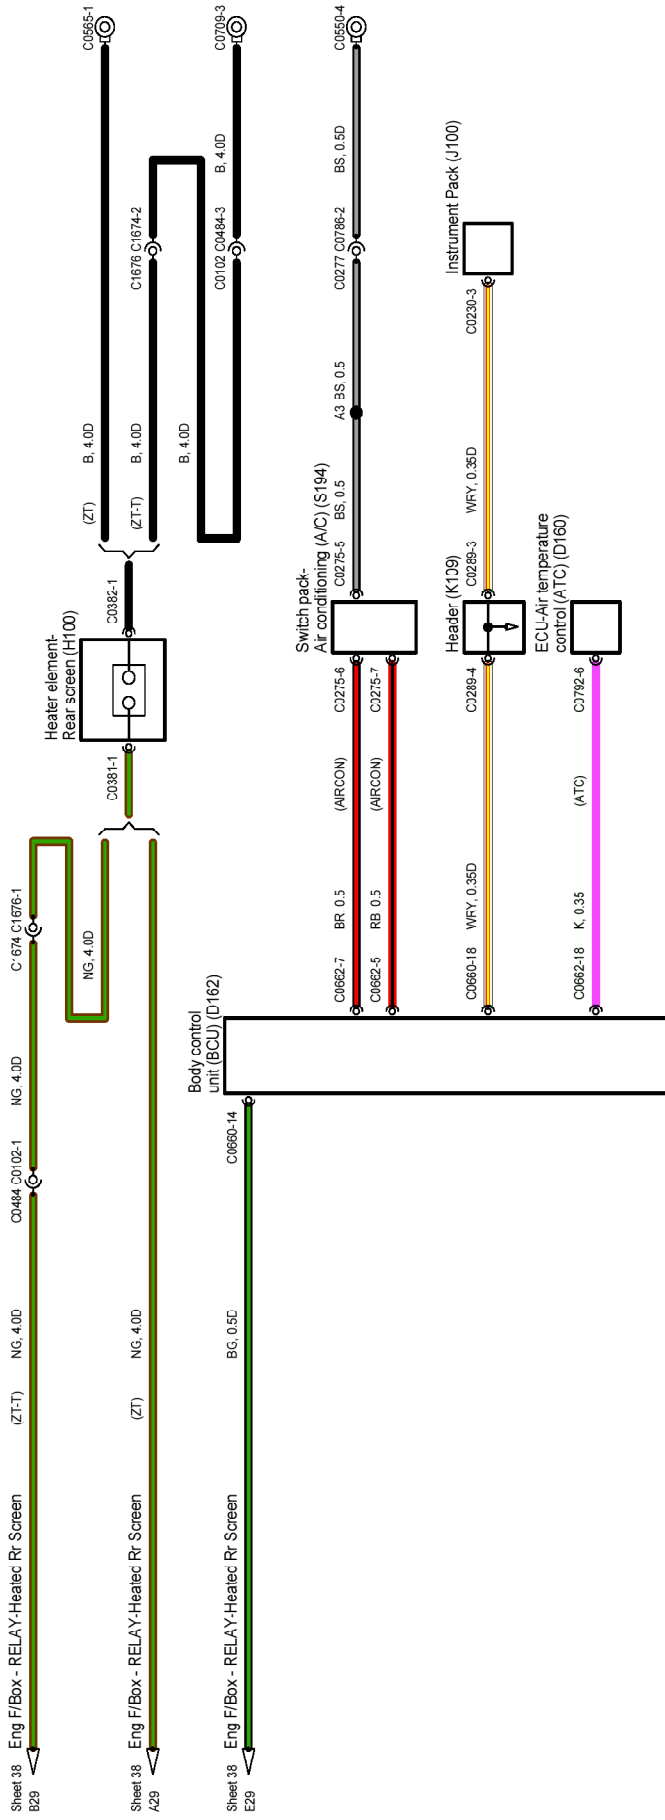 Sheet 38
B29
Eng F/Box - RELAY-Heated Rr Screen
(ZT-T)
NG, 4.0D
C0484 C0102-1
NG, 4.0D
C1674 C1676-1
NG, 4.0D
Sheet 38
A29
Eng F/Box - RELAY-Heated Rr Screen
(ZT)
NG, 4.0D
C0381-1
Heater element-
Rear screen (H100)
C0382-1
(ZT)
B, 4.0D
C0565-1
(ZT-T)
B, 4.0D
C1676 C1674-2
B, 4.0D
C0102 C0484-3
B, 4.0D
C0709-3
Sheet 38
E29
Eng F/Box - RELAY-Heated Rr Screen
BG, 0.5D
C0660-14
Body control
unit (BCU) (D162)
C0662-7
BR 0.5
(AIRCON)
C0275-6
C0662-5
RB 0.5
(AIRCON)
C0275-7
Switch pack-
Air conditioning (A/C) (S194)
C0275-5
BS, 0.5
A3 BS, 0.5
C0277 C0786-2
BS, 0.5D
C0550-4
C0660-18
WRY, 0.35D
C0289-4
Header (K109)
C0289-3
WRY, 0.35D
C0230-3
Instrument Pack (J100)
C0662-18
K, 0.35
(ATC)
C0792-6
ECU-Air temperature
control (ATC) (D160)